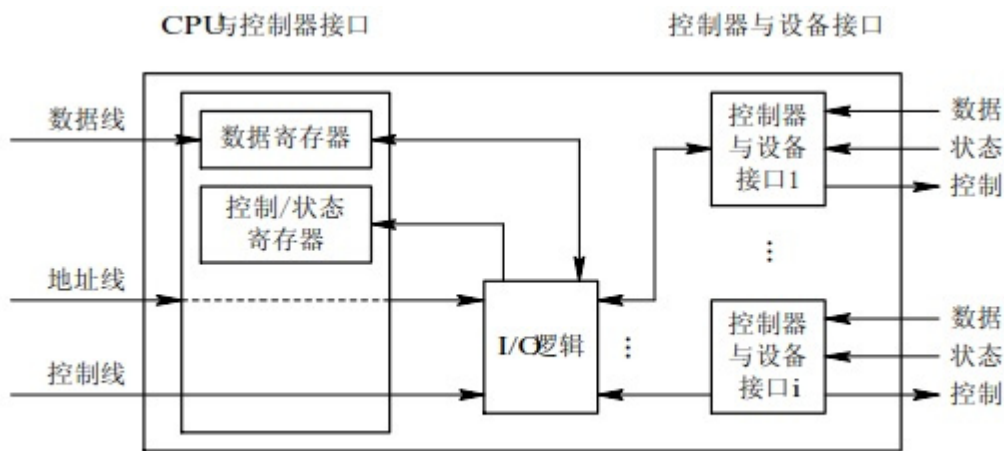 CPU与控制器接口
控制器与设备接口
数据线
数据寄存器
控制/状态
寄存器
地址线
控制线
I/O逻辑
⋮
控制器
与设备
接口1
数据
状态
控制
⋮
控制器
与设备
接口i
数据
状态
控制